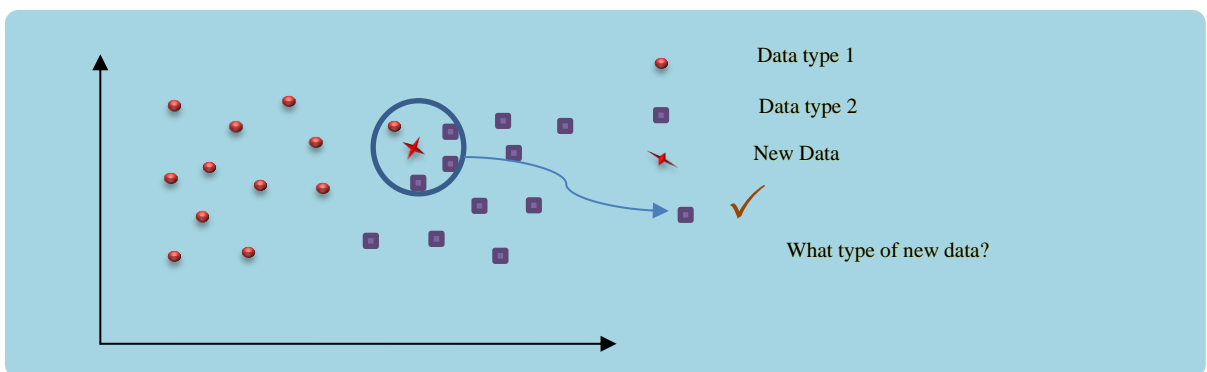 Data type 1
Data type 2
New Data
What type of new data?